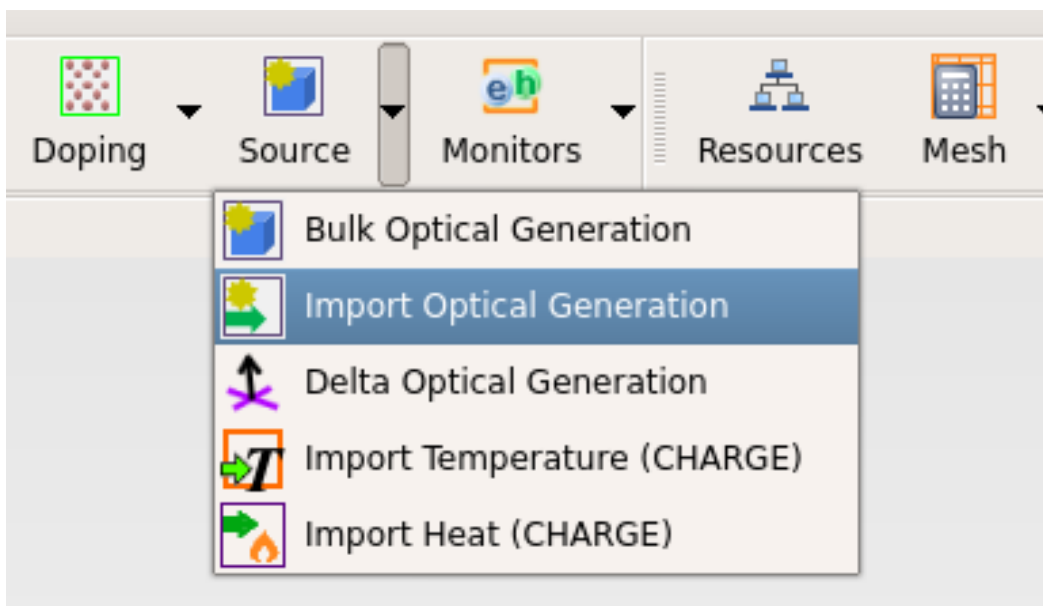 Doping Source Monitors Resources Mesh
Bulk Optical Generation
Import Optical Generation
Delta Optical Generation
Import Temperature (CHARGE)
Import Heat (CHARGE)